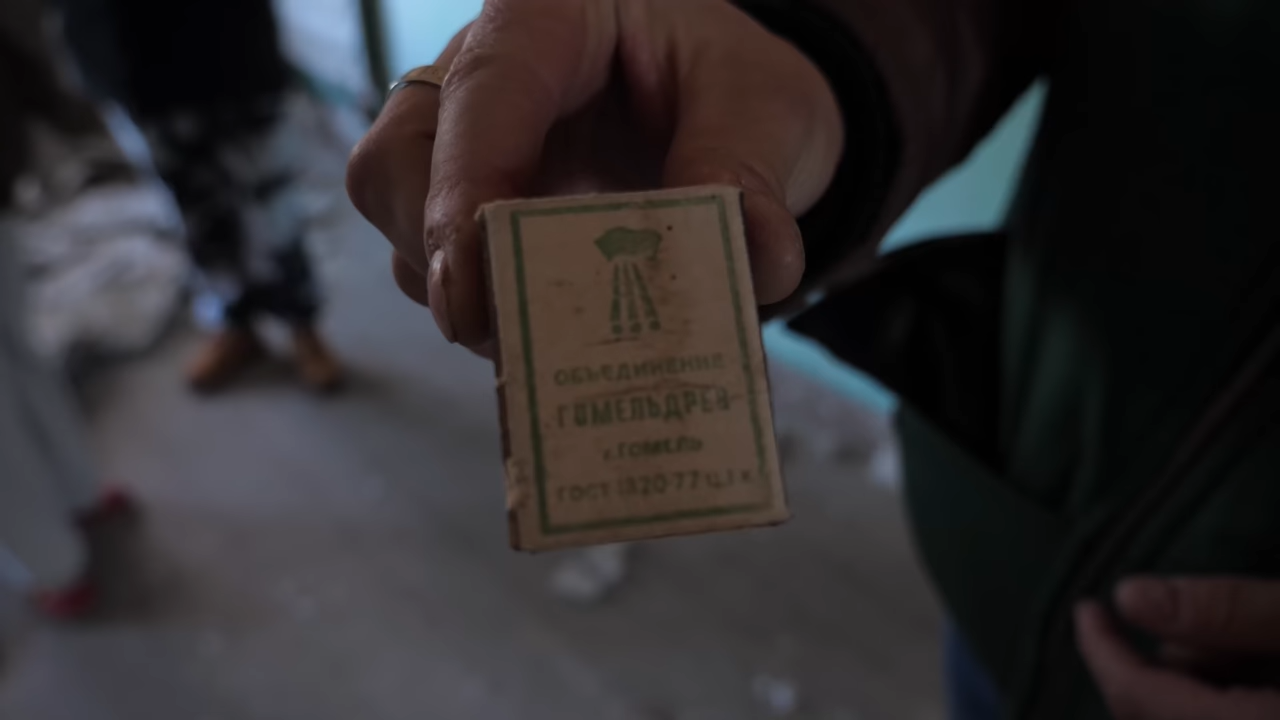 ОБЪЕДИНЕНИЕ
ГОМЕЛЬДРЕВ
г. ГОМЕЛЬ
ГОСТ 1820-77 Ц. 1 к.